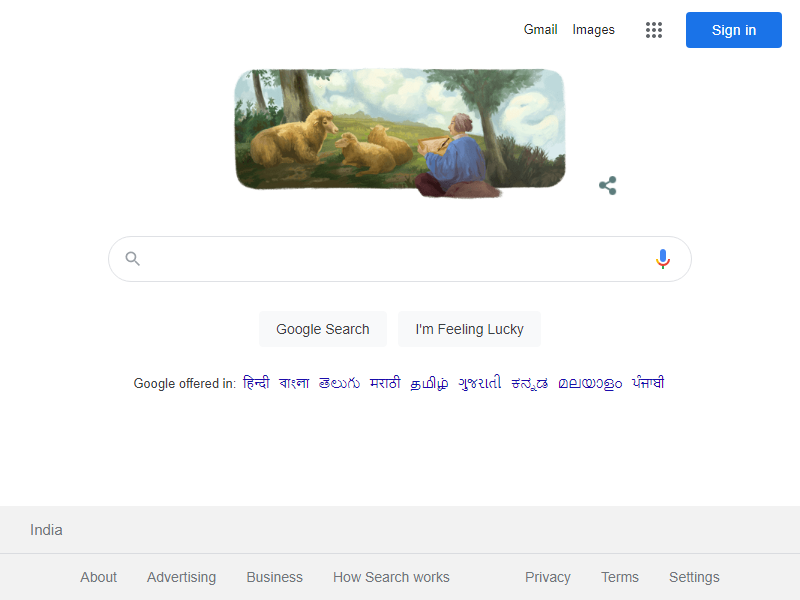 Gmail Images Sign in
Google Search I'm Feeling Lucky
Google offered in: हिन्दी বাংলা తెలుగు मराठी தமிழ் ગુજરાતી ಕನ್ನಡ മലയാളം ਪੰਜਾਬੀ
India
About Advertising Business How Search works Privacy Terms Settings